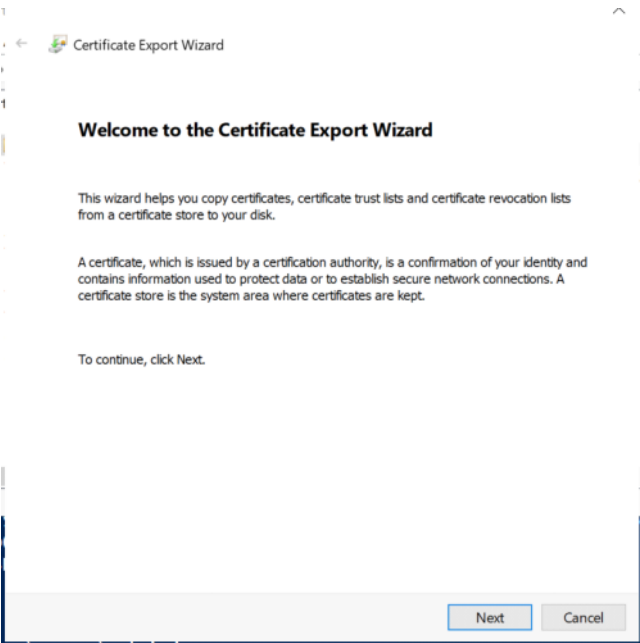 Certificate Export Wizard
Welcome to the Certificate Export Wizard
This wizard helps you copy certificates, certificate trust lists and certificate revocation lists
from a certificate store to your disk.
A certificate, which is issued by a certification authority, is a confirmation of your identity and
contains information used to protect data or to establish secure network connections. A
certificate store is the system area where certificates are kept.
To continue, click Next.
Next Cancel